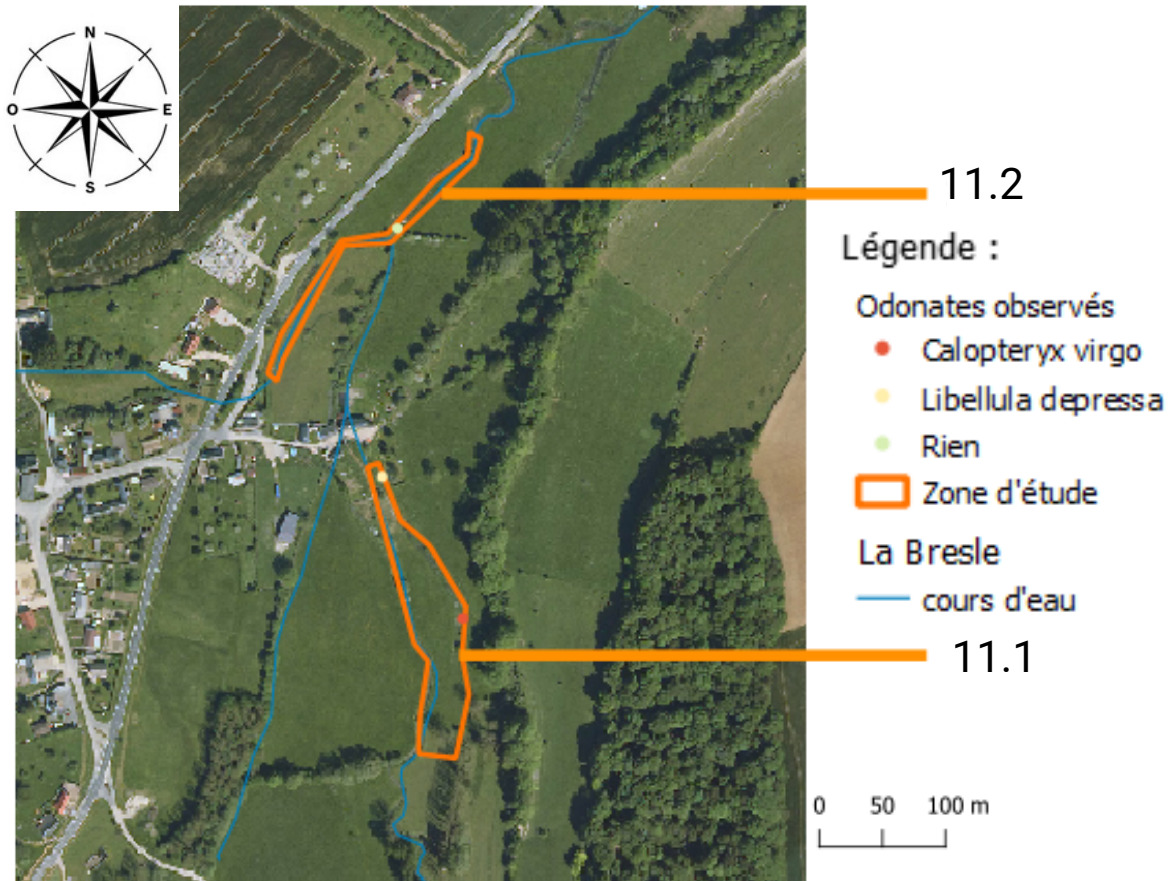 N
O
E
S
11.2
Légende :
Odonates observés
Calopteryx virgo
Libellula depressa
Rien
Zone d'étude
La Bresle
cours d'eau
11.1
0 50 100 m